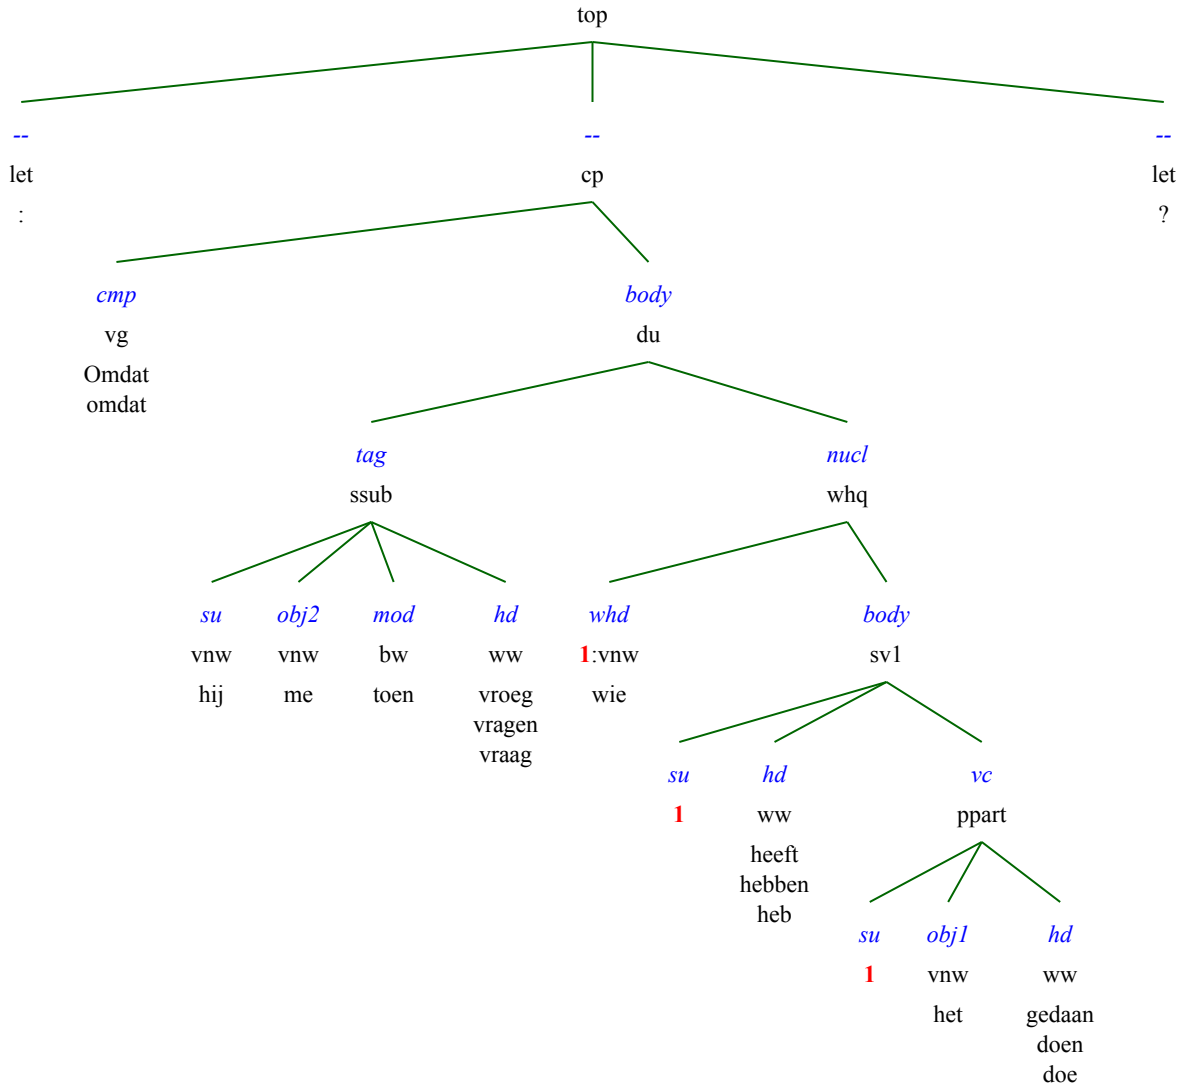 top
-- -- --
let cp let
: ?
cmp body
vg du
Omdat
omdat
tag nucl
ssub whq
su obj2 mod hd whd body
vnw vnw bw ww 1:vnw sv1
hij me toen vroeg wie
vragen
vraag
su hd vc
1 ww ppart
heeft
hebben
heb
su obj1 hd
1 vnw ww
het gedaan
doen
doe